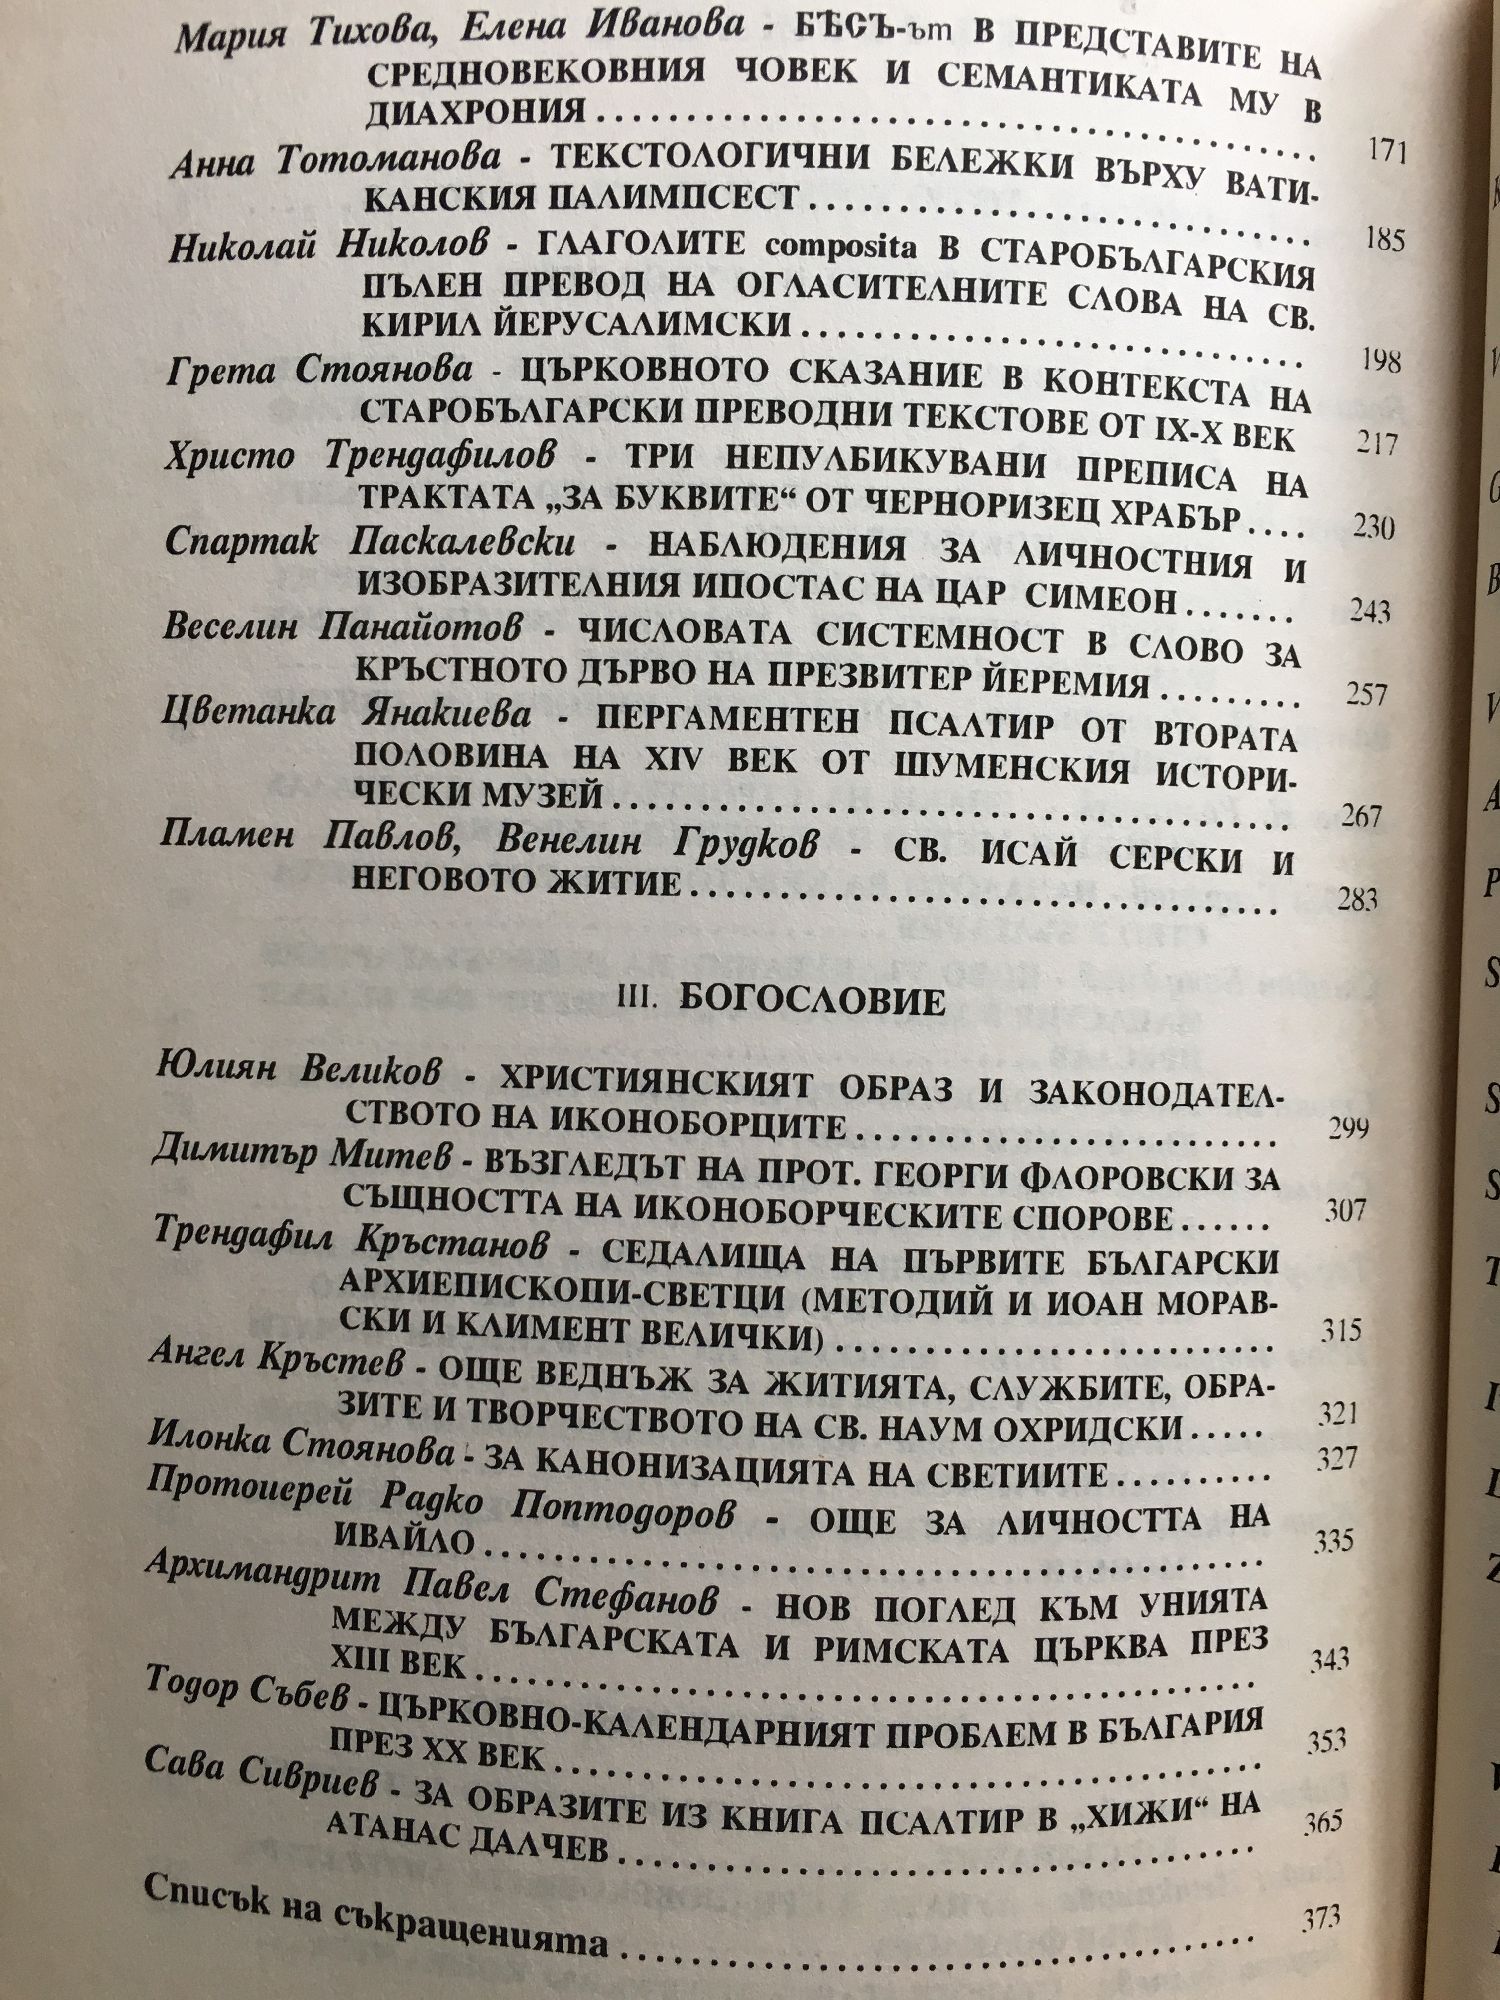 Мария Тихова, Елена Иванова - БѢСЪ-ът В ПРЕДСТАВИТЕ НА
СРЕДНОВЕКОВНИЯ ЧОВЕК И СЕМАНТИКАТА МУ В
ДИАХРОНИЯ........................................ 171
Анна Тотоманова - ТЕКСТОЛОГИЧНИ БЕЛЕЖКИ ВЪРХУ ВАТИ-
КАНСКИЯ ПАЛИМПСЕСТ............................ 185
Николай Николов - ГЛАГОЛИТЕ composita В СТАРОБЪЛГАРСКИЯ
ПЪЛЕН ПРЕВОД НА ОГЛАСИТЕЛНИТЕ СЛОВА НА СВ.
КИРИЛ ЙЕРУСАЛИМСКИ............................ 198
Грета Стоянова - ЦЪРКОВНОТО СКАЗАНИЕ В КОНТЕКСТА НА
СТАРОБЪЛГАРСКИ ПРЕВОДНИ ТЕКСТОВЕ ОТ IX-X ВЕК 217
Христо Трендафилов - ТРИ НЕПУЛБИКУВАНИ ПРЕПИСА НА
ТРАКТАТА „ЗА БУКВИТЕ“ ОТ ЧЕРНОРИЗЕЦ ХРАБЪР.... 230
Спартак Паскалевски - НАБЛЮДЕНИЯ ЗА ЛИЧНОСТНИЯ И
ИЗОБРАЗИТЕЛНИЯ ИПОСТАС НА ЦАР СИМЕОН....... 243
Веселин Панайотов - ЧИСЛОВАТА СИСТЕМНОСТ В СЛОВО ЗА
КРЪСТНОТО ДЪРВО НА ПРЕЗВИТЕР ЙЕРЕМИЯ......... 257
Цветанка Янакиева - ПЕРГАМЕНТЕН ПСАЛТИР ОТ ВТОРАТА
ПОЛОВИНА НА XIV ВЕК ОТ ШУМЕНСКИЯ ИСТОРИ-
ЧЕСКИ МУЗЕЙ........................................ 267
Пламен Павлов, Венелин Грудков - СВ. ИСАЙ СЕРСКИ И
НЕГОВОТО ЖИТИЕ.................................. 283
III. БОГОСЛОВИЕ
Юлиян Великов - ХРИСТИЯНСКИЯТ ОБРАЗ И ЗАКОНОДАТЕЛ-
СТВОТО НА ИКОНОБОРЦИТЕ......................... 299
Димитър Митев - ВЪЗГЛЕДЪТ НА ПРОТ. ГЕОРГИ ФЛОРОВСКИ ЗА
СЪЩНОСТТА НА ИКОНОБОРЧЕСКИТЕ СПОРОВЕ...... 307
Трендафил Кръстанов - СЕДАЛИЩА НА ПЪРВИТЕ БЪЛГАРСКИ
АРХИЕПИСКОПИ-СВЕТЦИ (МЕТОДИЙ И ИОАН МОРАВ-
СКИ И КЛИМЕНТ ВЕЛИЧКИ)......................... 315
Ангел Кръстев - ОЩЕ ВЕДНЪЖ ЗА ЖИТИЯТА, СЛУЖБИТЕ, ОБРА-
ЗИТЕ И ТВОРЧЕСТВОТО НА СВ. НАУМ ОХРИДСКИ..... 321
Илонка Стоянова - ЗА КАНОНИЗАЦИЯТА НА СВЕТИИТЕ.......... 327
Протоиерей Радко Поптодоров - ОЩЕ ЗА ЛИЧНОСТТА НА
ИВАЙЛО............................................ 335
Архимандрит Павел Стефанов - НОВ ПОГЛЕД КЪМ УНИЯТА
МЕЖДУ БЪЛГАРСКАТА И РИМСКАТА ЦЪРКВА ПРЕЗ
XIII ВЕК............................................ 343
Тодор Събев - ЦЪРКОВНО-КАЛЕНДАРНИЯТ ПРОБЛЕМ В БЪЛГАРИЯ
ПРЕЗ XX ВЕК........................................ 353
Сава Сивриев - ЗА ОБРАЗИТЕ ИЗ КНИГА ПСАЛТИР В „ХИЖИ“ НА
АТАНАС ДАЛЧЕВ.................................... 365
Списък на съкращенията.................................... 373